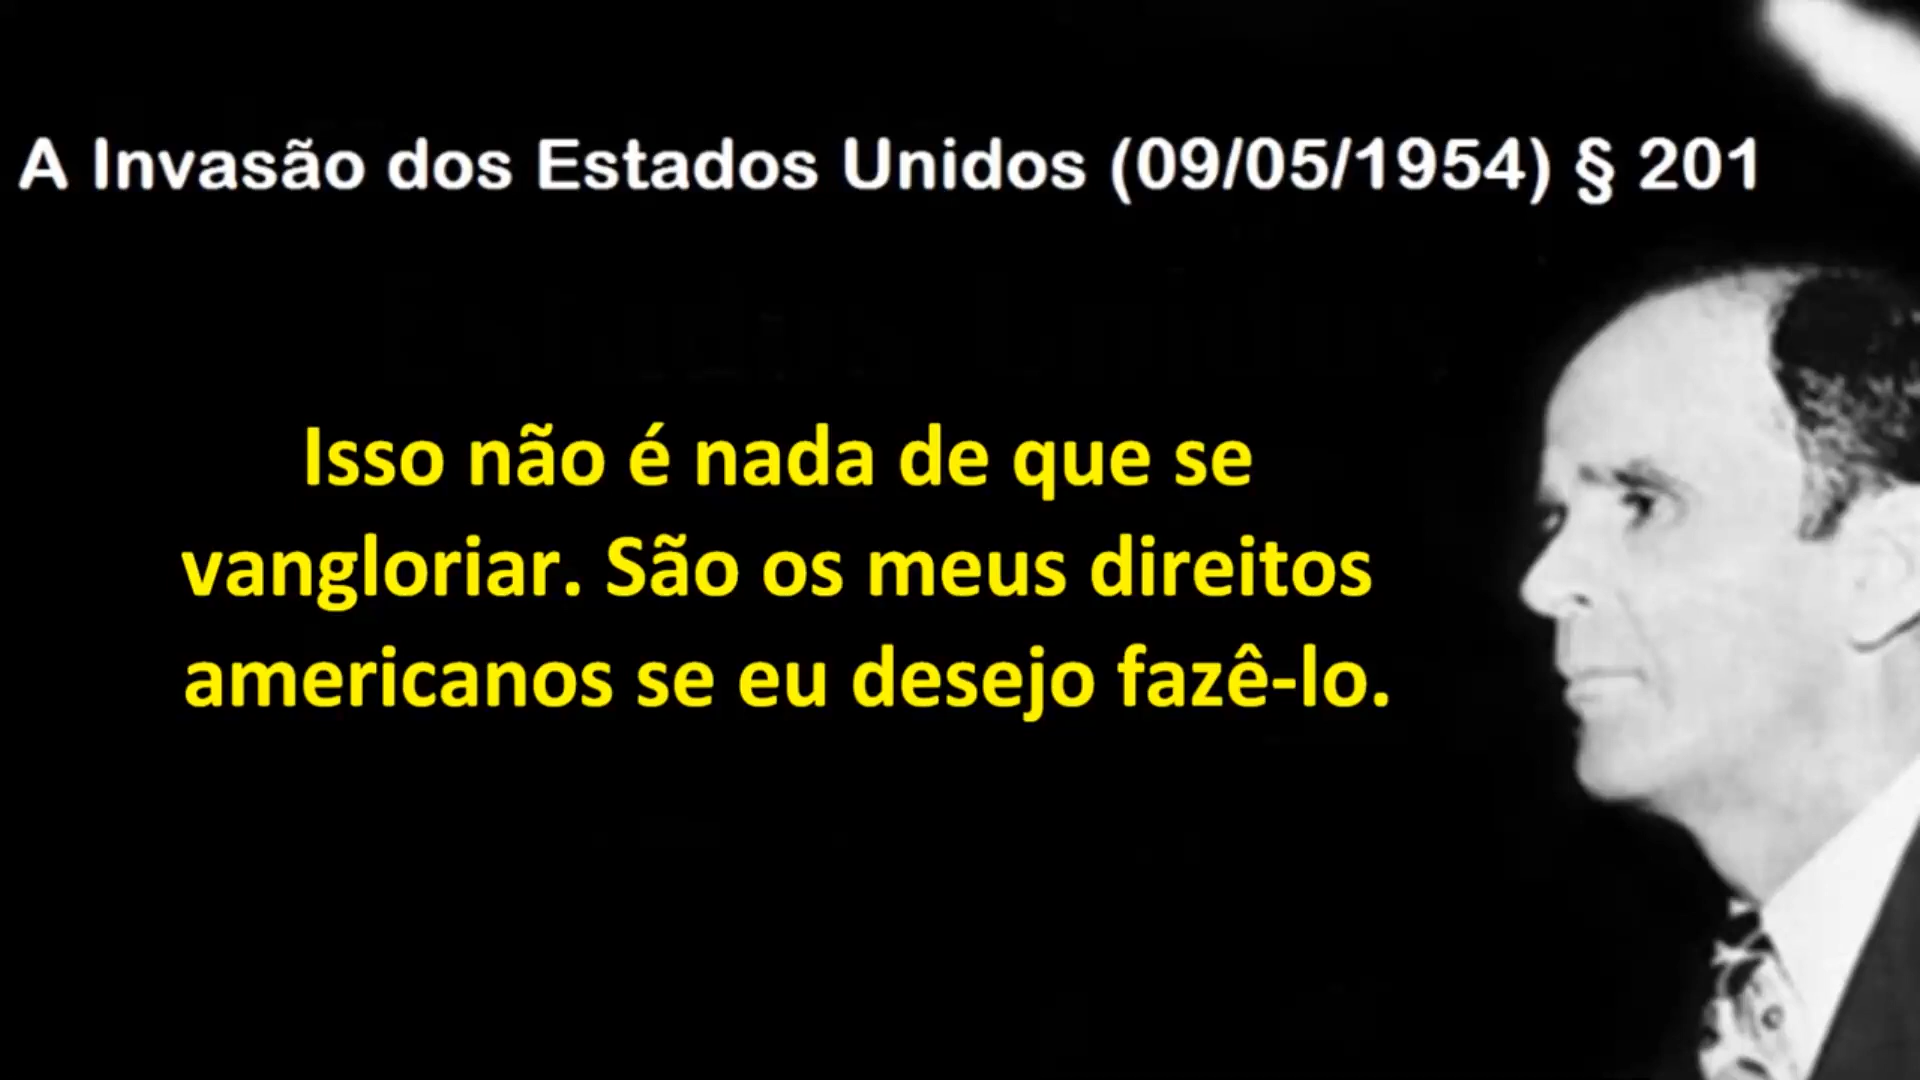 A Invasão dos Estados Unidos (09/05/1954) § 201
Isso não é nada de que se
vangloriar. São os meus direitos
americanos se eu desejo fazê-lo.